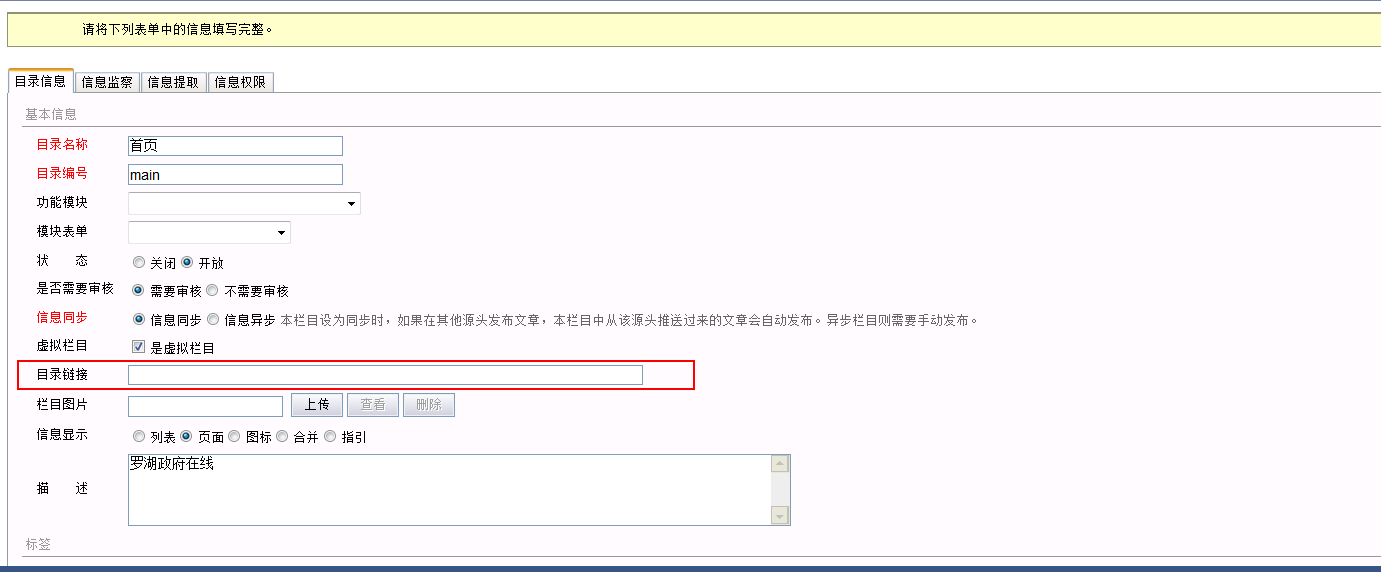 请将下列表单中的信息填写完整。
目录信息 信息监察 信息提取 信息权限
基本信息
目录名称 首页
目录编号 main
功能模块
模块表单
状 态 关闭 开放
是否需要审核 需要审核 不需要审核
信息同步 信息同步 信息异步 本栏目设为同步时，如果在其他源头发布文章，本栏目中从该源头推送过来的文章会自动发布。异步栏目则需要手动发布。
虚拟栏目 是虚拟栏目
目录链接
栏目图片 上传 查看 删除
信息显示 列表 页面 图标 合并 指引
描 述 罗湖政府在线
标签